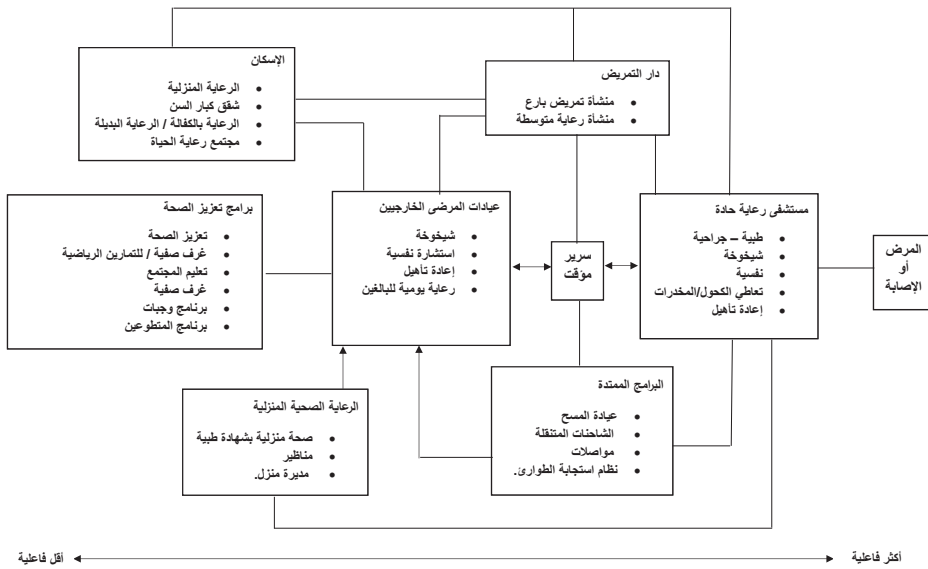 الإسكان
الرعاية المنزلية
شقق كبار السن
الرعاية بالكفالة / الرعاية البديلة
مجتمع رعاية الحياة
دار التمريض
منشأة تمريض بارع
منشأة رعاية متوسطة
برامج تعزيز الصحة
تعزيز الصحة
غرف صفية / للتمارين الرياضية
تعليم المجتمع
غرف صفية
برنامج وجبات
برنامج المتطوعين
عيادات المرضى الخارجيين
شيخوخة
استشارة نفسية
إعادة تأهيل
رعاية يومية للبالغين
سرير
مؤقت
مستشفى رعاية حادة
طبية – جراحية
شيخوخة
نفسية
تعاطي الكحول/المخدرات
إعادة تأهيل
المرض
أو
الإصابة
الرعاية الصحية المنزلية
صحة منزلية بشهادة طبية
مناظير
مديرة منزل.
البرامج الممتدة
عيادة المسح
الشاحنات المتنقلة
مواصلات
نظام استجابة الطوارئ.
أكثر فاعلية
أقل فاعلية